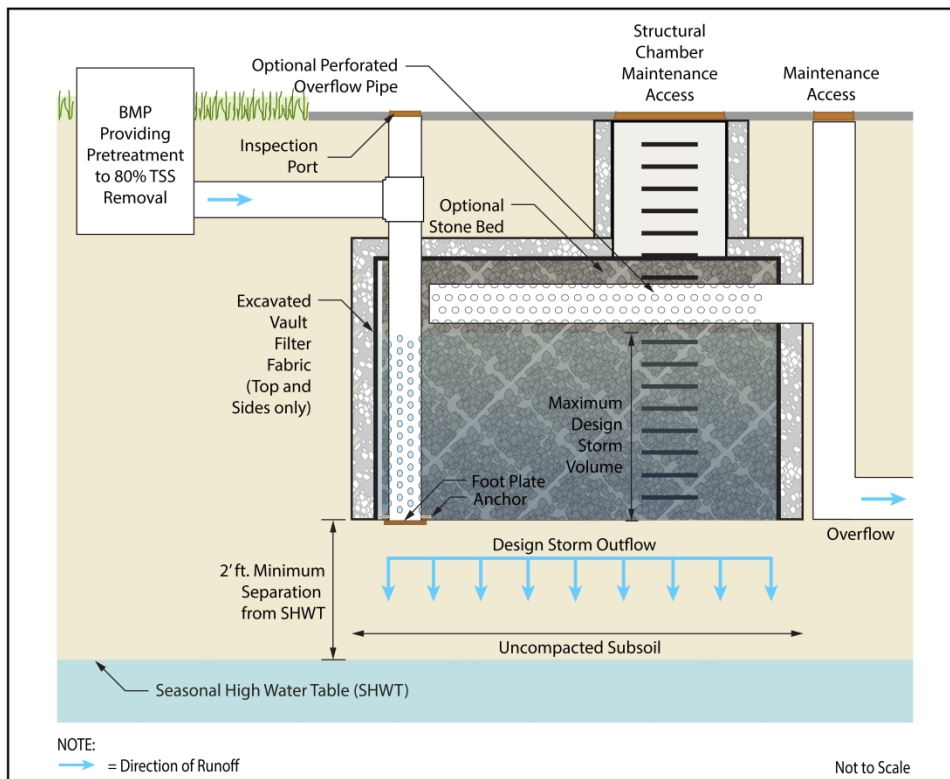 Structural
Chamber
Maintenance
Access
Optional Perforated
Overflow Pipe
Maintenance
Access
BMP
Providing
Pretreatment
to 80% TSS
Removal
Inspection
Port
Optional
Stone Bed
Excavated
Vault
Filter
Fabric
(Top and
Sides only)
Maximum
Design
Storm
Volume
Foot Plate
Anchor
Overflow
Design Storm Outflow
2’ ft. Minimum
Separation
from SHWT
Uncompacted Subsoil
Seasonal High Water Table (SHWT)
NOTE:
= Direction of Runoff
Not to Scale